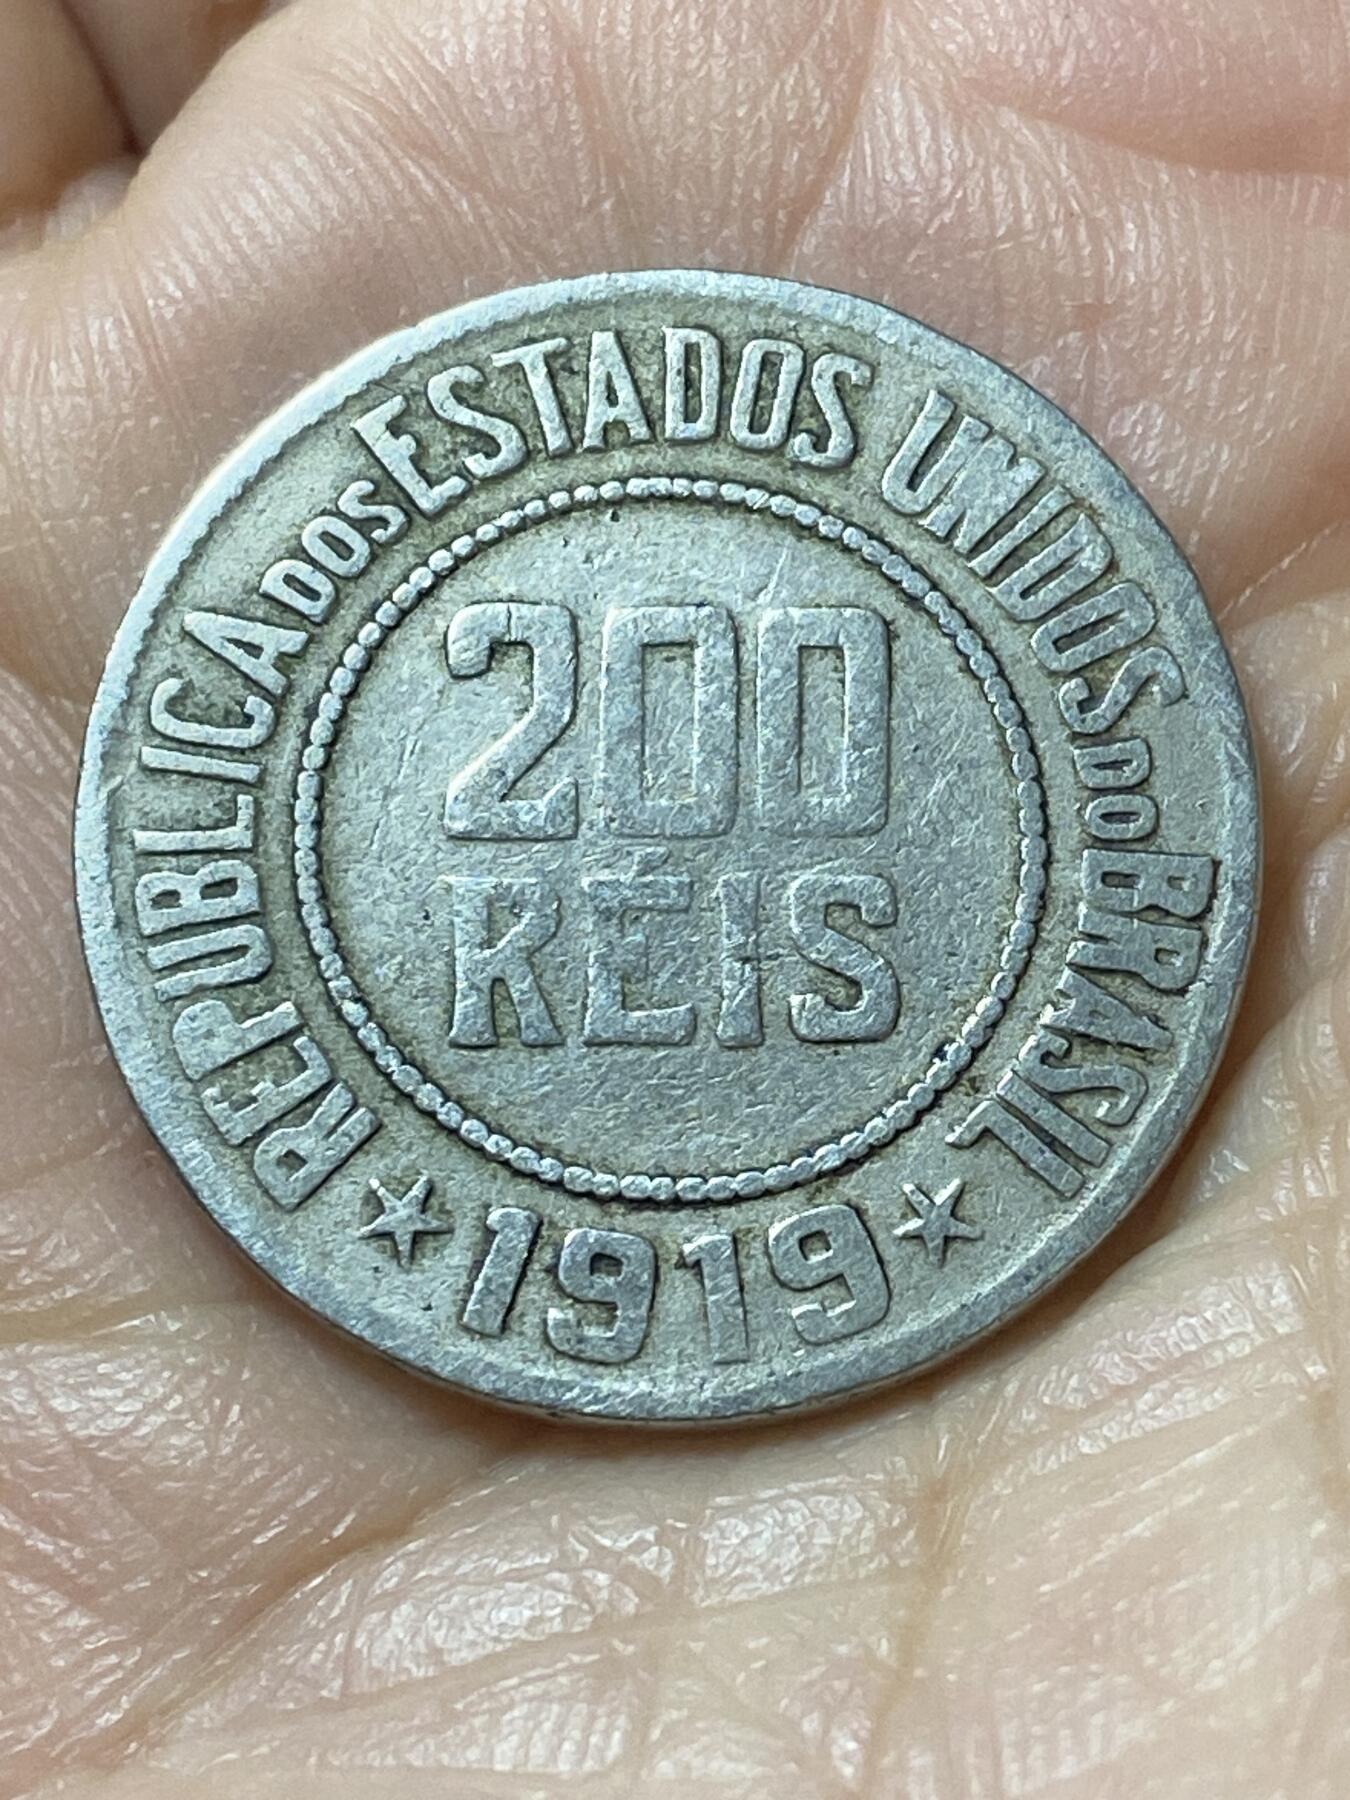 REPUBLICA DOS ESTADOS UNIDOS DO BRASIL
200
RÉIS
★ 1919 ★